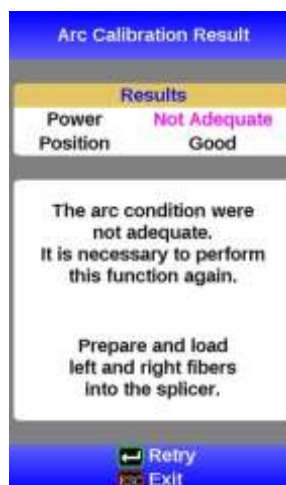 Arc Calibration Result
Results
Power Not Adequate
Position Good
The arc condition were
not adequate.
It is necessary to perform
this function again.
Prepare and load
left and right fibers
into the splicer.
Retry
ESC Exit